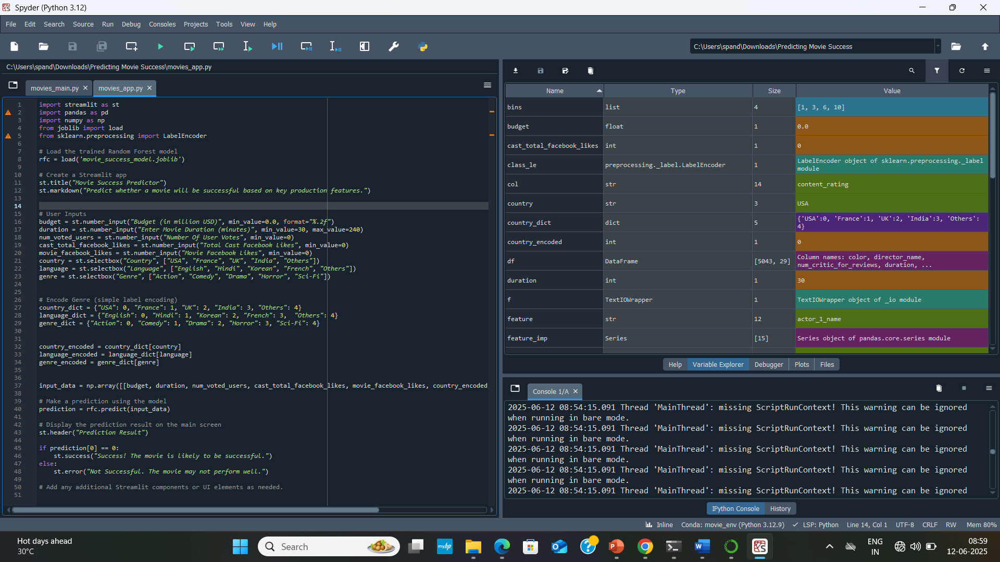 Spyder (Python 3.12)
File Edit Search Source Run Debug Consoles Projects Tools View Help
C:\Users\spand\Downloads\Predicting Movie Success
C:\Users\spand\Downloads\Predicting Movie Success\movies_app.py
movies_main.py movies_app.py
1 import streamlit as st
2 import pandas as pd
3 import numpy as np
4 from joblib import load
5 from sklearn.preprocessing import LabelEncoder
6
7 # Load the trained Random Forest model
8 rfc = load('movie_success_model.joblib')
9
10 # Create a Streamlit app
11 st.title("Movie Success Predictor")
12 st.markdown("Predict whether a movie will be successful based on key production features.")
13
14
15 # User Inputs
16 budget = st.number_input("Budget (in million USD)", min_value=0.0, format="%.2f")
17 duration = st.number_input("Enter Movie Duration (minutes)", min_value=30, max_value=240)
18 num_voted_users = st.number_input("Number Of User Votes", min_value=0)
19 cast_total_facebook_likes = st.number_input("Total Cast Facebook Likes", min_value=0)
20 movie_facebook_likes = st.number_input("Movie Facebook Likes", min_value=0)
21 country = st.selectbox("Country", ["USA", "France", "UK", "India", "Others"])
22 language = st.selectbox("Language", ["English", "Hindi", "Korean", "French", "Others"])
23 genre = st.selectbox("Genre", ["Action", "Comedy", "Drama", "Horror", "Sci-Fi"])
24
25
26 # Encode Genre (simple label encoding)
27 country_dict = {"USA": 0, "France": 1, "UK": 2, "India": 3, "Others": 4}
28 language_dict = {"English": 0, "Hindi": 1, "Korean": 2, "French": 3,  "Others": 4}
29 genre_dict = {"Action": 0, "Comedy": 1, "Drama": 2, "Horror": 3, "Sci-Fi": 4}
30
31
32 country_encoded = country_dict[country]
33 language_encoded = language_dict[language]
34 genre_encoded = genre_dict[genre]
35
36
37 input_data = np.array([[budget, duration, num_voted_users, cast_total_facebook_likes, movie_facebook_likes, country_encoded,
38
39 # Make a prediction using the model
40 prediction = rfc.predict(input_data)
41
42 # Display the prediction result on the main screen
43 st.header("Prediction Result")
44
45 if prediction[0] == 0:
46 st.success("Success! The movie is likely to be successful.")
47 else:
48 st.error("Not Successful. The movie may not perform well.")
49
50 # Add any additional Streamlit components or UI elements as needed.
51
Name Type Size Value
bins list 4 [1, 3, 6, 10]
budget float 1 0.0
cast_total_facebook_likes int 1 0
class_le preprocessing._label.LabelEncoder 1 LabelEncoder object of sklearn.preprocessing._label
module
col str 14 content_rating
country str 3 USA
country_dict dict 5 {'USA':0, 'France':1, 'UK':2, 'India':3, 'Others':
4}
country_encoded int 1 0
df DataFrame [5043, 29] Column names: color, director_name,
num_critic_for_reviews, duration, ...
duration int 1 30
f TextIOWrapper 1 TextIOWrapper object of _io module
feature str 12 actor_1_name
feature_imp Series [15] Series object of pandas.core.series module
Help Variable Explorer Debugger Plots Files
Console 1/A
2025-06-12 08:54:15.091 Thread 'MainThread': missing ScriptRunContext! This warning can be ignored
when running in bare mode.
2025-06-12 08:54:15.091 Thread 'MainThread': missing ScriptRunContext! This warning can be ignored
when running in bare mode.
2025-06-12 08:54:15.091 Thread 'MainThread': missing ScriptRunContext! This warning can be ignored
when running in bare mode.
2025-06-12 08:54:15.091 Thread 'MainThread': missing ScriptRunContext! This warning can be ignored
when running in bare mode.
2025-06-12 08:54:15.091 Thread 'MainThread': missing ScriptRunContext! This warning can be ignored
IPython Console History
Inline Conda: movie_env (Python 3.12.9) LSP: Python Line 14, Col 1 UTF-8 CRLF RW Mem 80%
Hot days ahead
30°C
Search
myhp
ENG
IN
08:59
12-06-2025